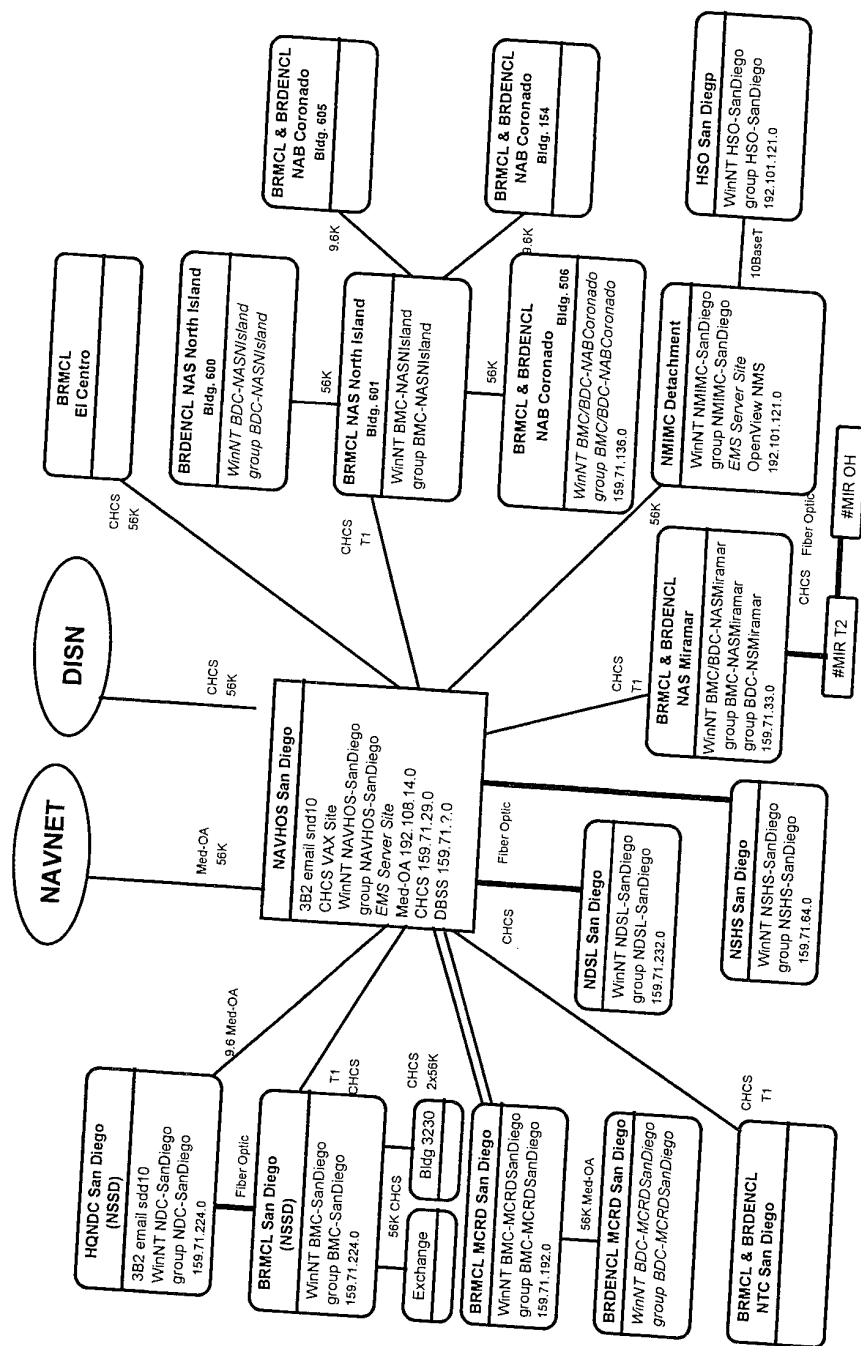 NAVNET
DISN
Med-OA
56K
CHCS
56K
NAVHOS San Diego
3B2 email snd10
CHCS VAX Site
WinNT NAVHOS-SanDiego
group NAVHOS-SanDiego
EMS Server Site
Med-OA 192.108.14.0
CHCS 159.71.29.0
DBSS 159.71.?.0
HQNDC San Diego
(NSSD)
3B2 email sdd10
WinNT NDC-SanDiego
group NDC-SanDiego
159.71.224.0
9.6 Med-OA
Fiber Optic
BRMCL San Diego
(NSSD)
WinNT BMC-SanDiego
group BMC-SanDiego
159.71.224.0
T1
CHCS
56K CHCS
Exchange
Bldg 3230
CHCS
2x56K
BRMCL MCRD San Diego
WinNT BMC-MCRDSanDiego
group BMC-MCRDSanDiego
159.71.192.0
56K Med-OA
BRDENCL MCRD San Diego
WinNT BDC-MCRDSanDiego
group BDC-MCRDSanDiego
CHCS
T1
BRMCL & BRDENCL
NTC San Diego
CHCS
Fiber Optic
NDSL San Diego
WinNT NDSL-SanDiego
group NDSL-SanDiego
159.71.232.0
NSHS San Diego
WinNT NSHS-SanDiego
group NSHS-SanDiego
159.71.64.0
CHCS
T1
BRMCL & BRDENCL
NAS Miramar
WinNT BMC/BDC-NASMiramar
group BMC-NASMiramar
group BDC-NSMiramar
159.71.33.0
CHCS
Fiber Optic
#MIR T2
#MIR OH
CHCS
56K
BRMCL
El Centro
BRDENCL NAS North Island
Bldg. 600
WinNT BDC-NASNIsland
group BDC-NASNIsland
56K
CHCS
T1
BRMCL NAS North Island
Bldg. 601
WinNT BMC-NASNIsland
group BMC-NASNIsland
9.6K
BRMCL & BRDENCL
NAB Coronado
Bldg. 605
9.6K
BRMCL & BRDENCL
NAB Coronado
Bldg. 154
56K
BRMCL & BRDENCL
NAB Coronado
Bldg. 506
WinNT BMC/BDC-NABCoronado
group BMC/BDC-NABCoronado
159.71.136.0
56K
NMIMC Detachment
WinNT NMIMC-SanDiego
group NMIMC-SanDiego
EMS Server Site
OpenView NMS
192.101.121.0
10BaseT
HSO San Diegp
WinNT HSO-SanDiego
group HSO-SanDiego
192.101.121.0